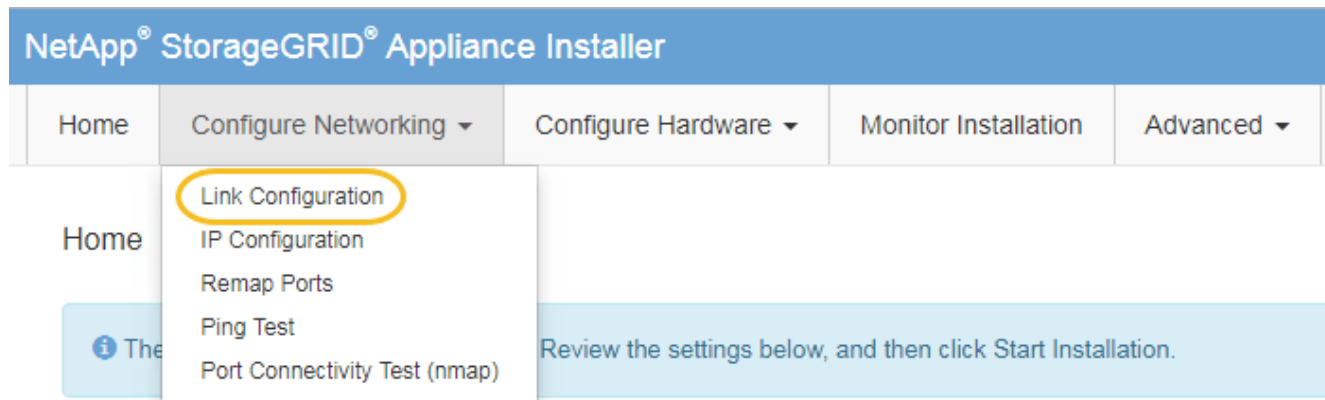 NetApp® StorageGRID® Appliance Installer
Home Configure Networking Configure Hardware Monitor Installation Advanced
Link Configuration
Home IP Configuration
Remap Ports
Ping Test
The Review the settings below, and then click Start Installation.
Port Connectivity Test (nmap)